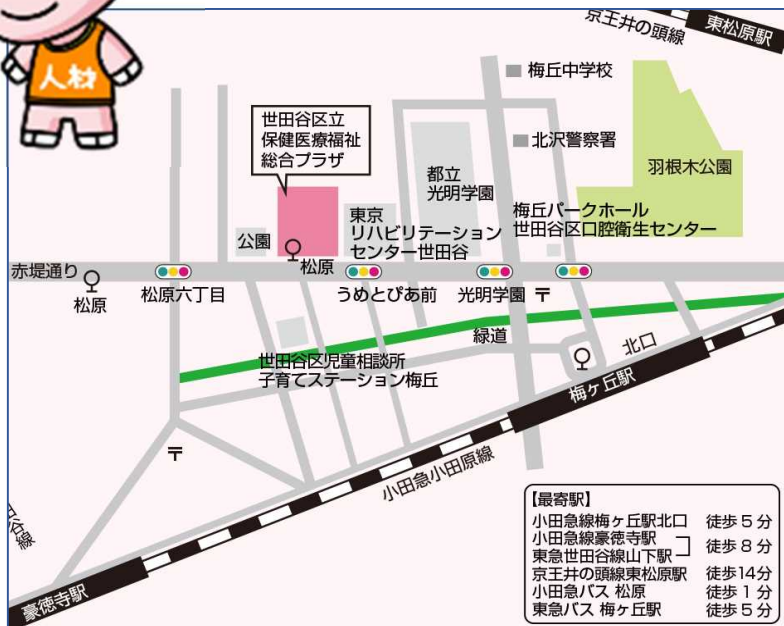 人材
京王井の頭線
東松原駅
梅丘中学校
北沢警察署
羽根木公園
世田谷区立
保健医療福祉
総合プラザ
都立
光明学園
公園
東京
リハビリテーション
センター世田谷
梅丘パークホール
世田谷区口腔衛生センター
赤堤通り
松原
松原
松原六丁目
うめとぴあ前
光明学園
〒
緑道
世田谷区児童相談所
子育てステーション梅丘
北口
梅ヶ丘駅
〒
小田急小田原線
田谷線
豪徳寺駅
【最寄駅】
小田急線梅ヶ丘駅北口 徒歩5分
小田急線豪徳寺駅
東急世田谷線山下駅 徒歩8分
京王井の頭線東松原駅 徒歩14分
小田急バス 松原 徒歩1分
東急バス 梅ヶ丘駅 徒歩5分